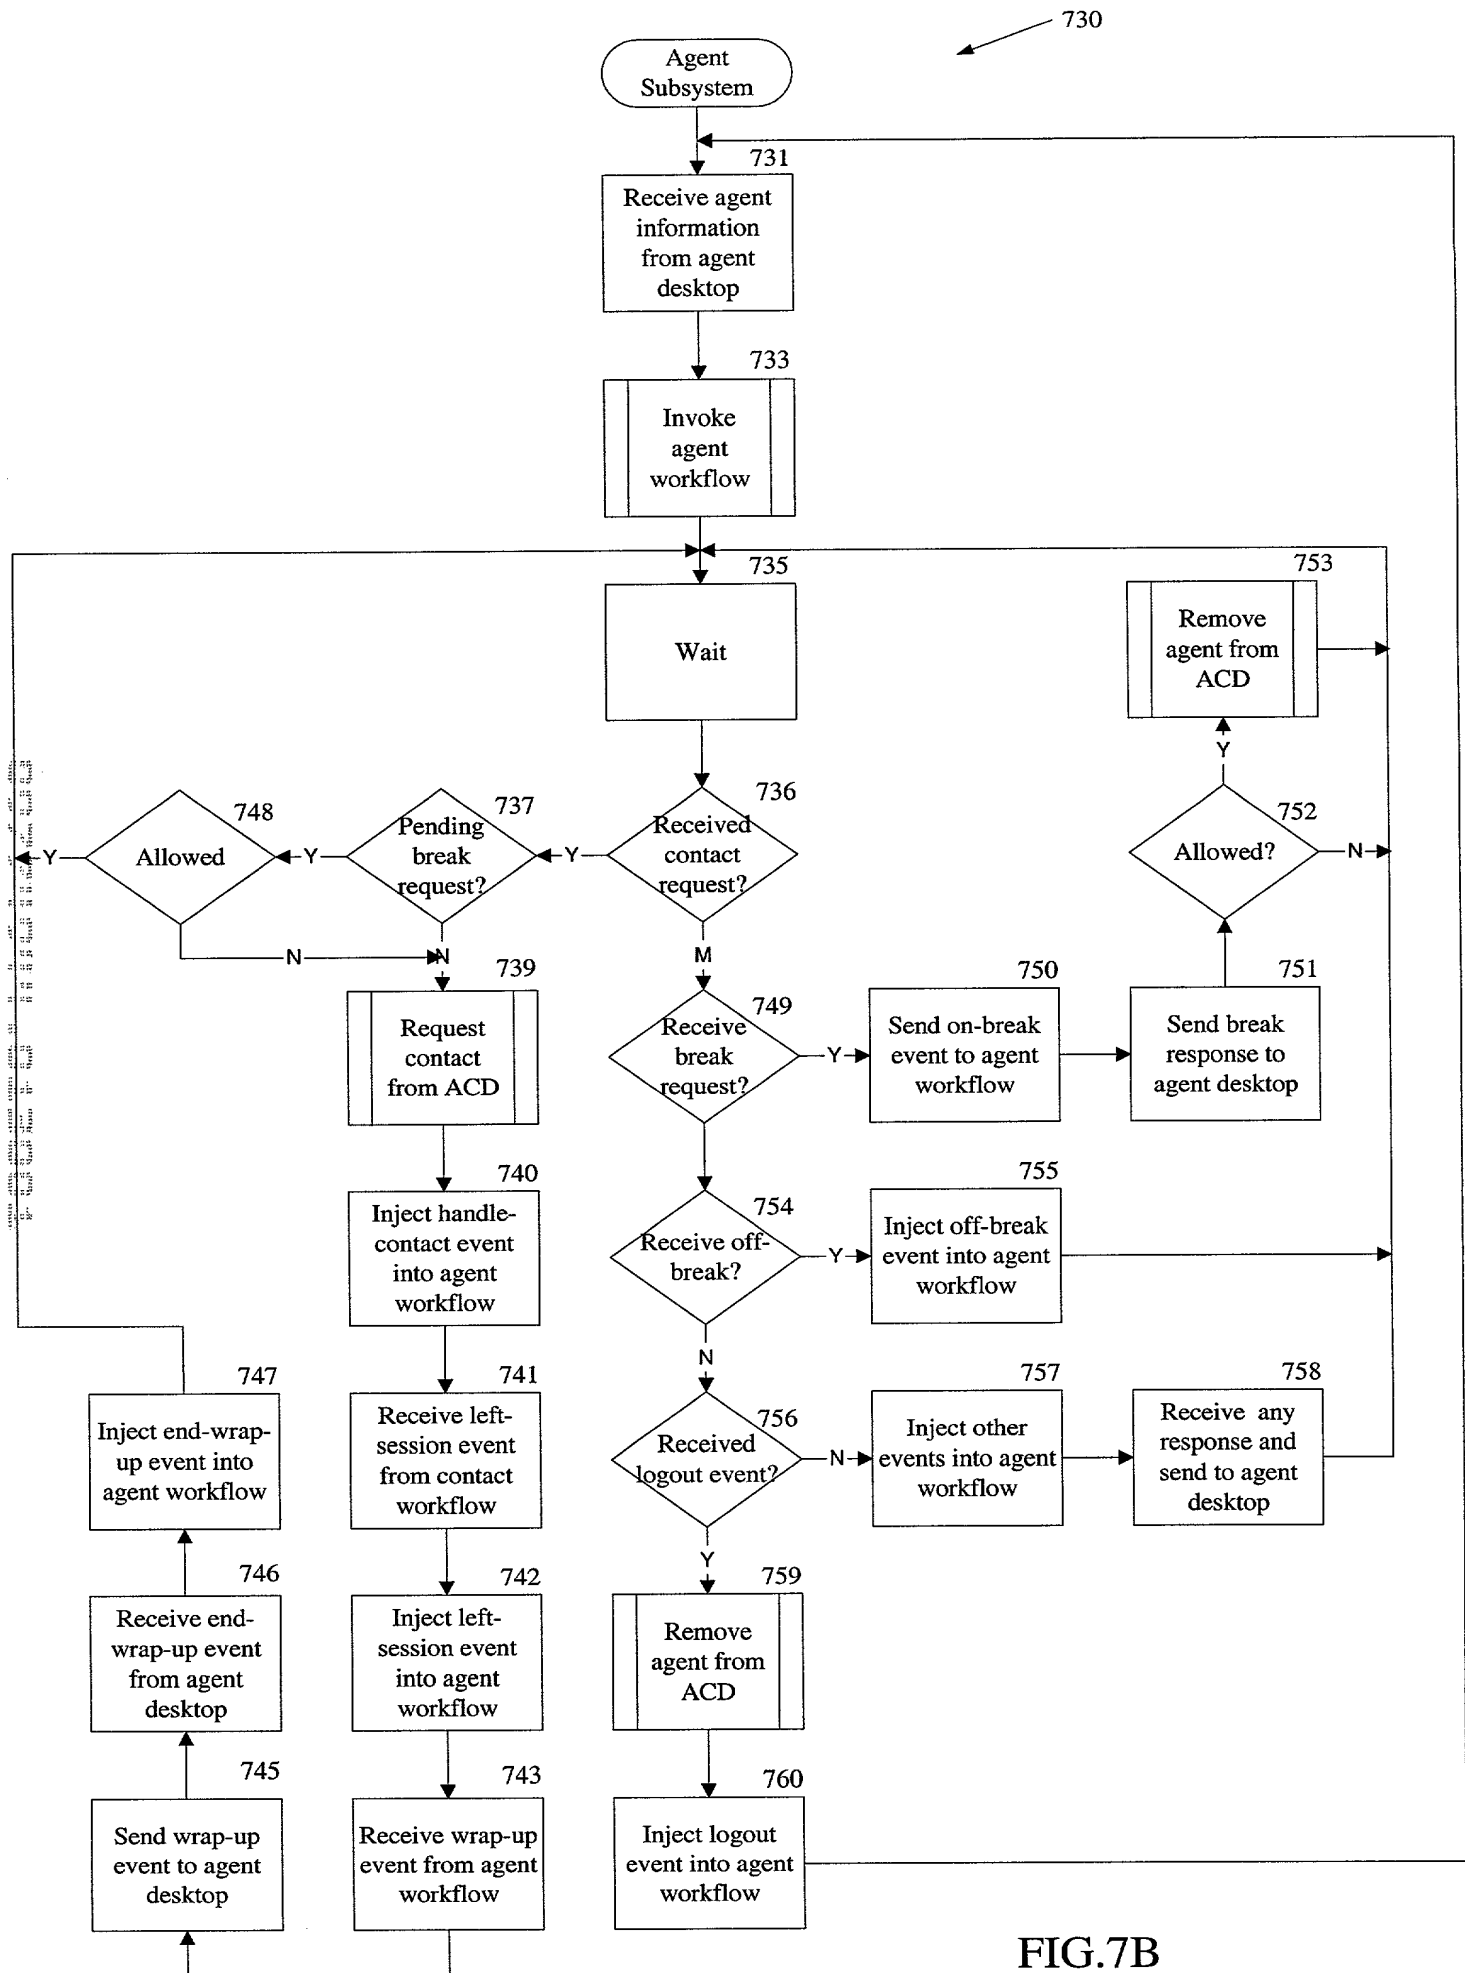 730
Agent
Subsystem
731
Receive agent
information
from agent
desktop
733
Invoke
agent
workflow
735
Wait
753
Remove
agent from
ACD
Y
748
Allowed
Y
737
Pending
break
request?
Y
736
Received
contact
request?
Y
752
Allowed?
N
N
N
M
739
Request
contact
from ACD
749
Receive
break
request?
Y
750
Send on-break
event to agent
workflow
751
Send break
response to
agent desktop
740
Inject handle-
contact event
into agent
workflow
754
Receive off-
break?
Y
755
Inject off-break
event into agent
workflow
N
747
Inject end-wrap-
up event into
agent workflow
741
Receive left-
session event
from contact
workflow
756
Received
logout event?
N
757
Inject other
events into agent
workflow
758
Receive any
response and
send to agent
desktop
Y
746
Receive end-
wrap-up event
from agent
desktop
742
Inject left-
session event
into agent
workflow
759
Remove
agent from
ACD
745
Send wrap-up
event to agent
desktop
743
Receive wrap-up
event from agent
workflow
760
Inject logout
event into agent
workflow
FIG.7B